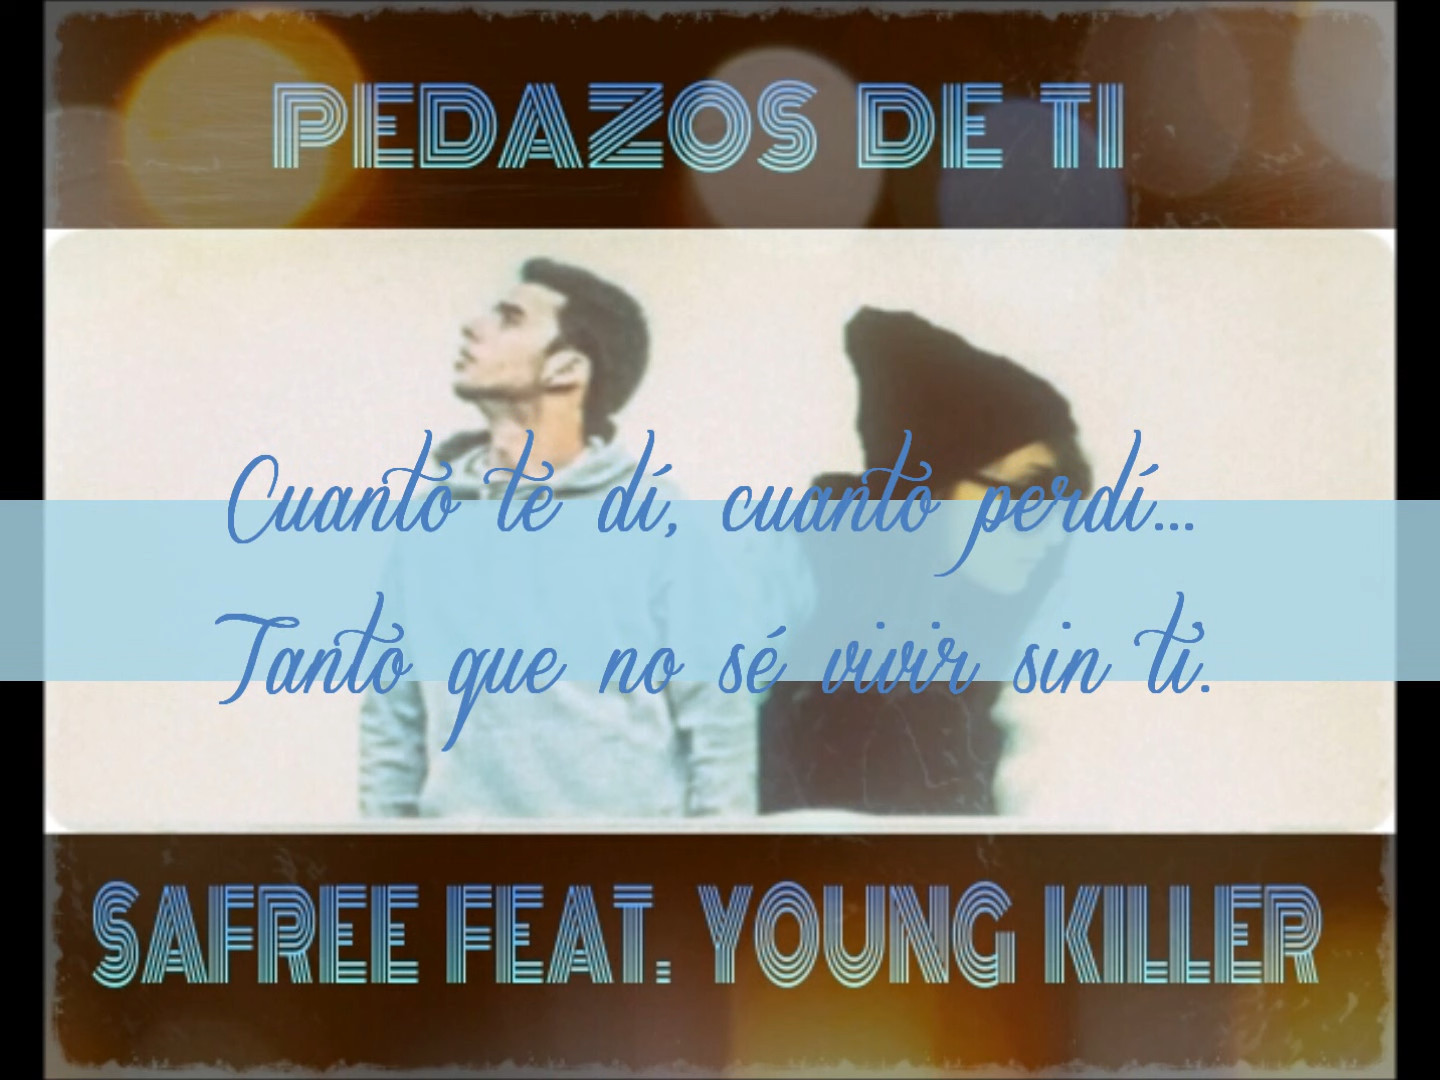 PEDAZOS DE TI
Cuanto te dí, cuanto perdí...
Tanto que no sé vivir sin ti.
SAFREE FEAT. YOUNG KILLER